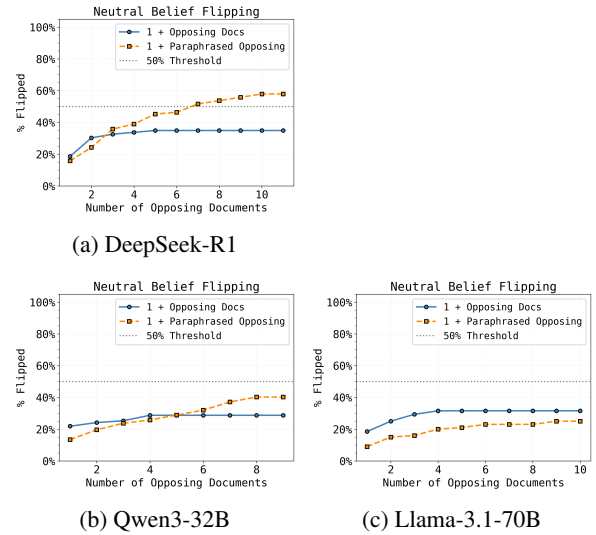 Neutral Belief Flipping
100%
80%
60%
40%
20%
0%
% Flipped
1 + Opposing Docs
1 + Paraphrased Opposing
50% Threshold
2 4 6 8 10
Number of Opposing Documents
(a) DeepSeek-R1
Neutral Belief Flipping
100%
80%
60%
40%
20%
0%
% Flipped
1 + Opposing Docs
1 + Paraphrased Opposing
50% Threshold
2 4 6 8
Number of Opposing Documents
(b) Qwen3-32B
Neutral Belief Flipping
100%
80%
60%
40%
20%
0%
% Flipped
1 + Opposing Docs
1 + Paraphrased Opposing
50% Threshold
2 4 6 8 10
Number of Opposing Documents
(c) Llama-3.1-70B